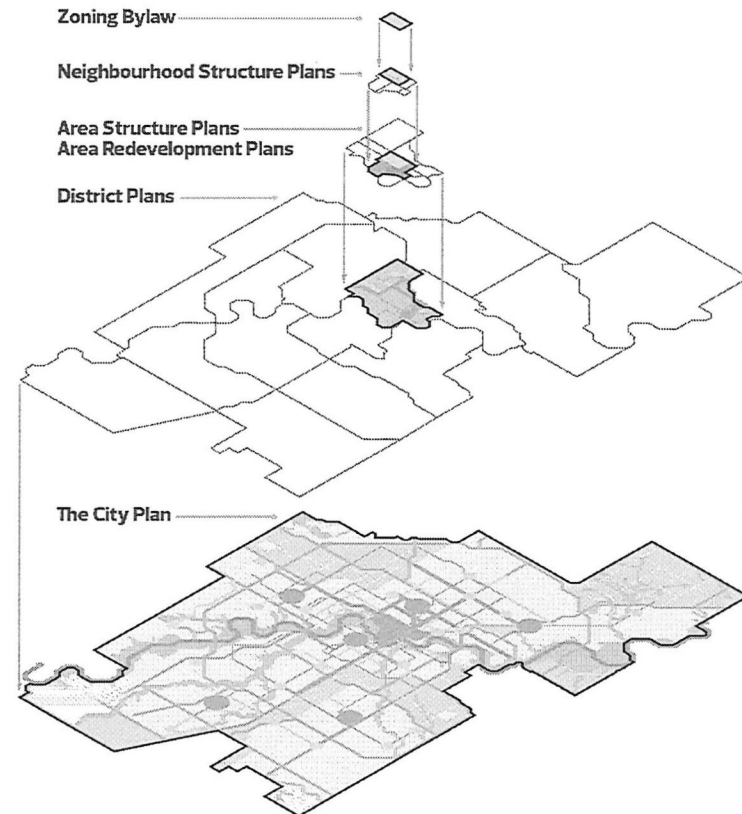 Zoning Bylaw
Neighbourhood Structure Plans
Area Structure Plans
Area Redevelopment Plans
District Plans
The City Plan